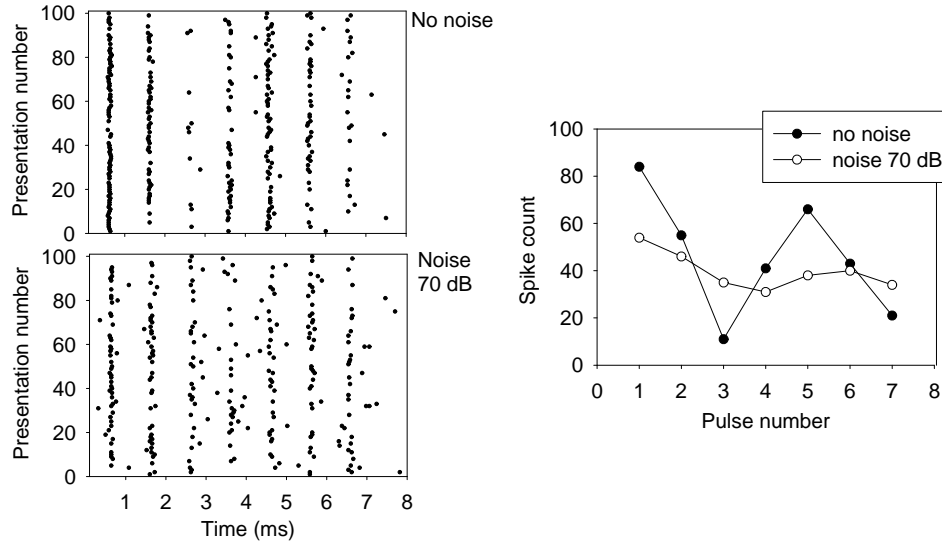 No noise
Presentation number
100
80
60
40
20
0
Noise
70 dB
Presentation number
100
80
60
40
20
0
1 2 3 4 5 6 7 8
Time (ms)
no noise
noise 70 dB
Spike count
100
80
60
40
20
0
0 1 2 3 4 5 6 7 8
Pulse number